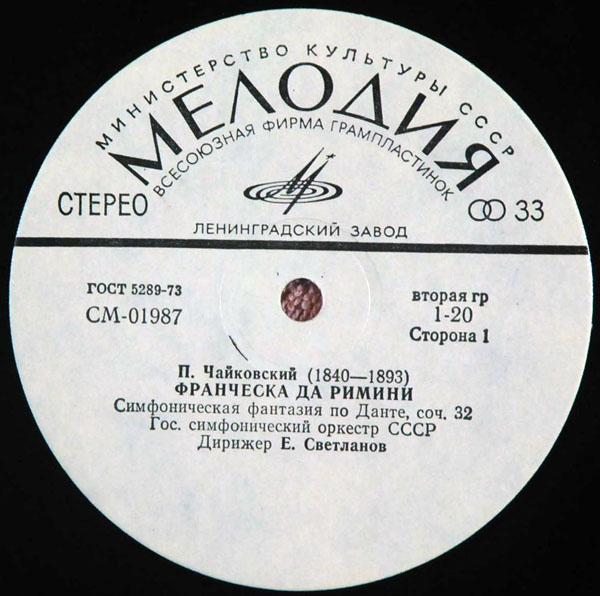 МИНИСТЕРСТВО КУЛЬТУРЫ СССР
МЕЛОДИЯ
ВСЕСОЮЗНАЯ ФИРМА ГРАМПЛАСТИНОК
СТЕРЕО
33
ЛЕНИНГРАДСКИЙ ЗАВОД
ГОСТ 5289-73
СМ-01987
вторая гр
1-20
Сторона 1
П. Чайковский (1840—1893)
ФРАНЧЕСКА ДА РИМИНИ
Симфоническая фантазия по Данте, соч. 32
Гос. симфонический оркестр СССР
Дирижер Е. Светланов